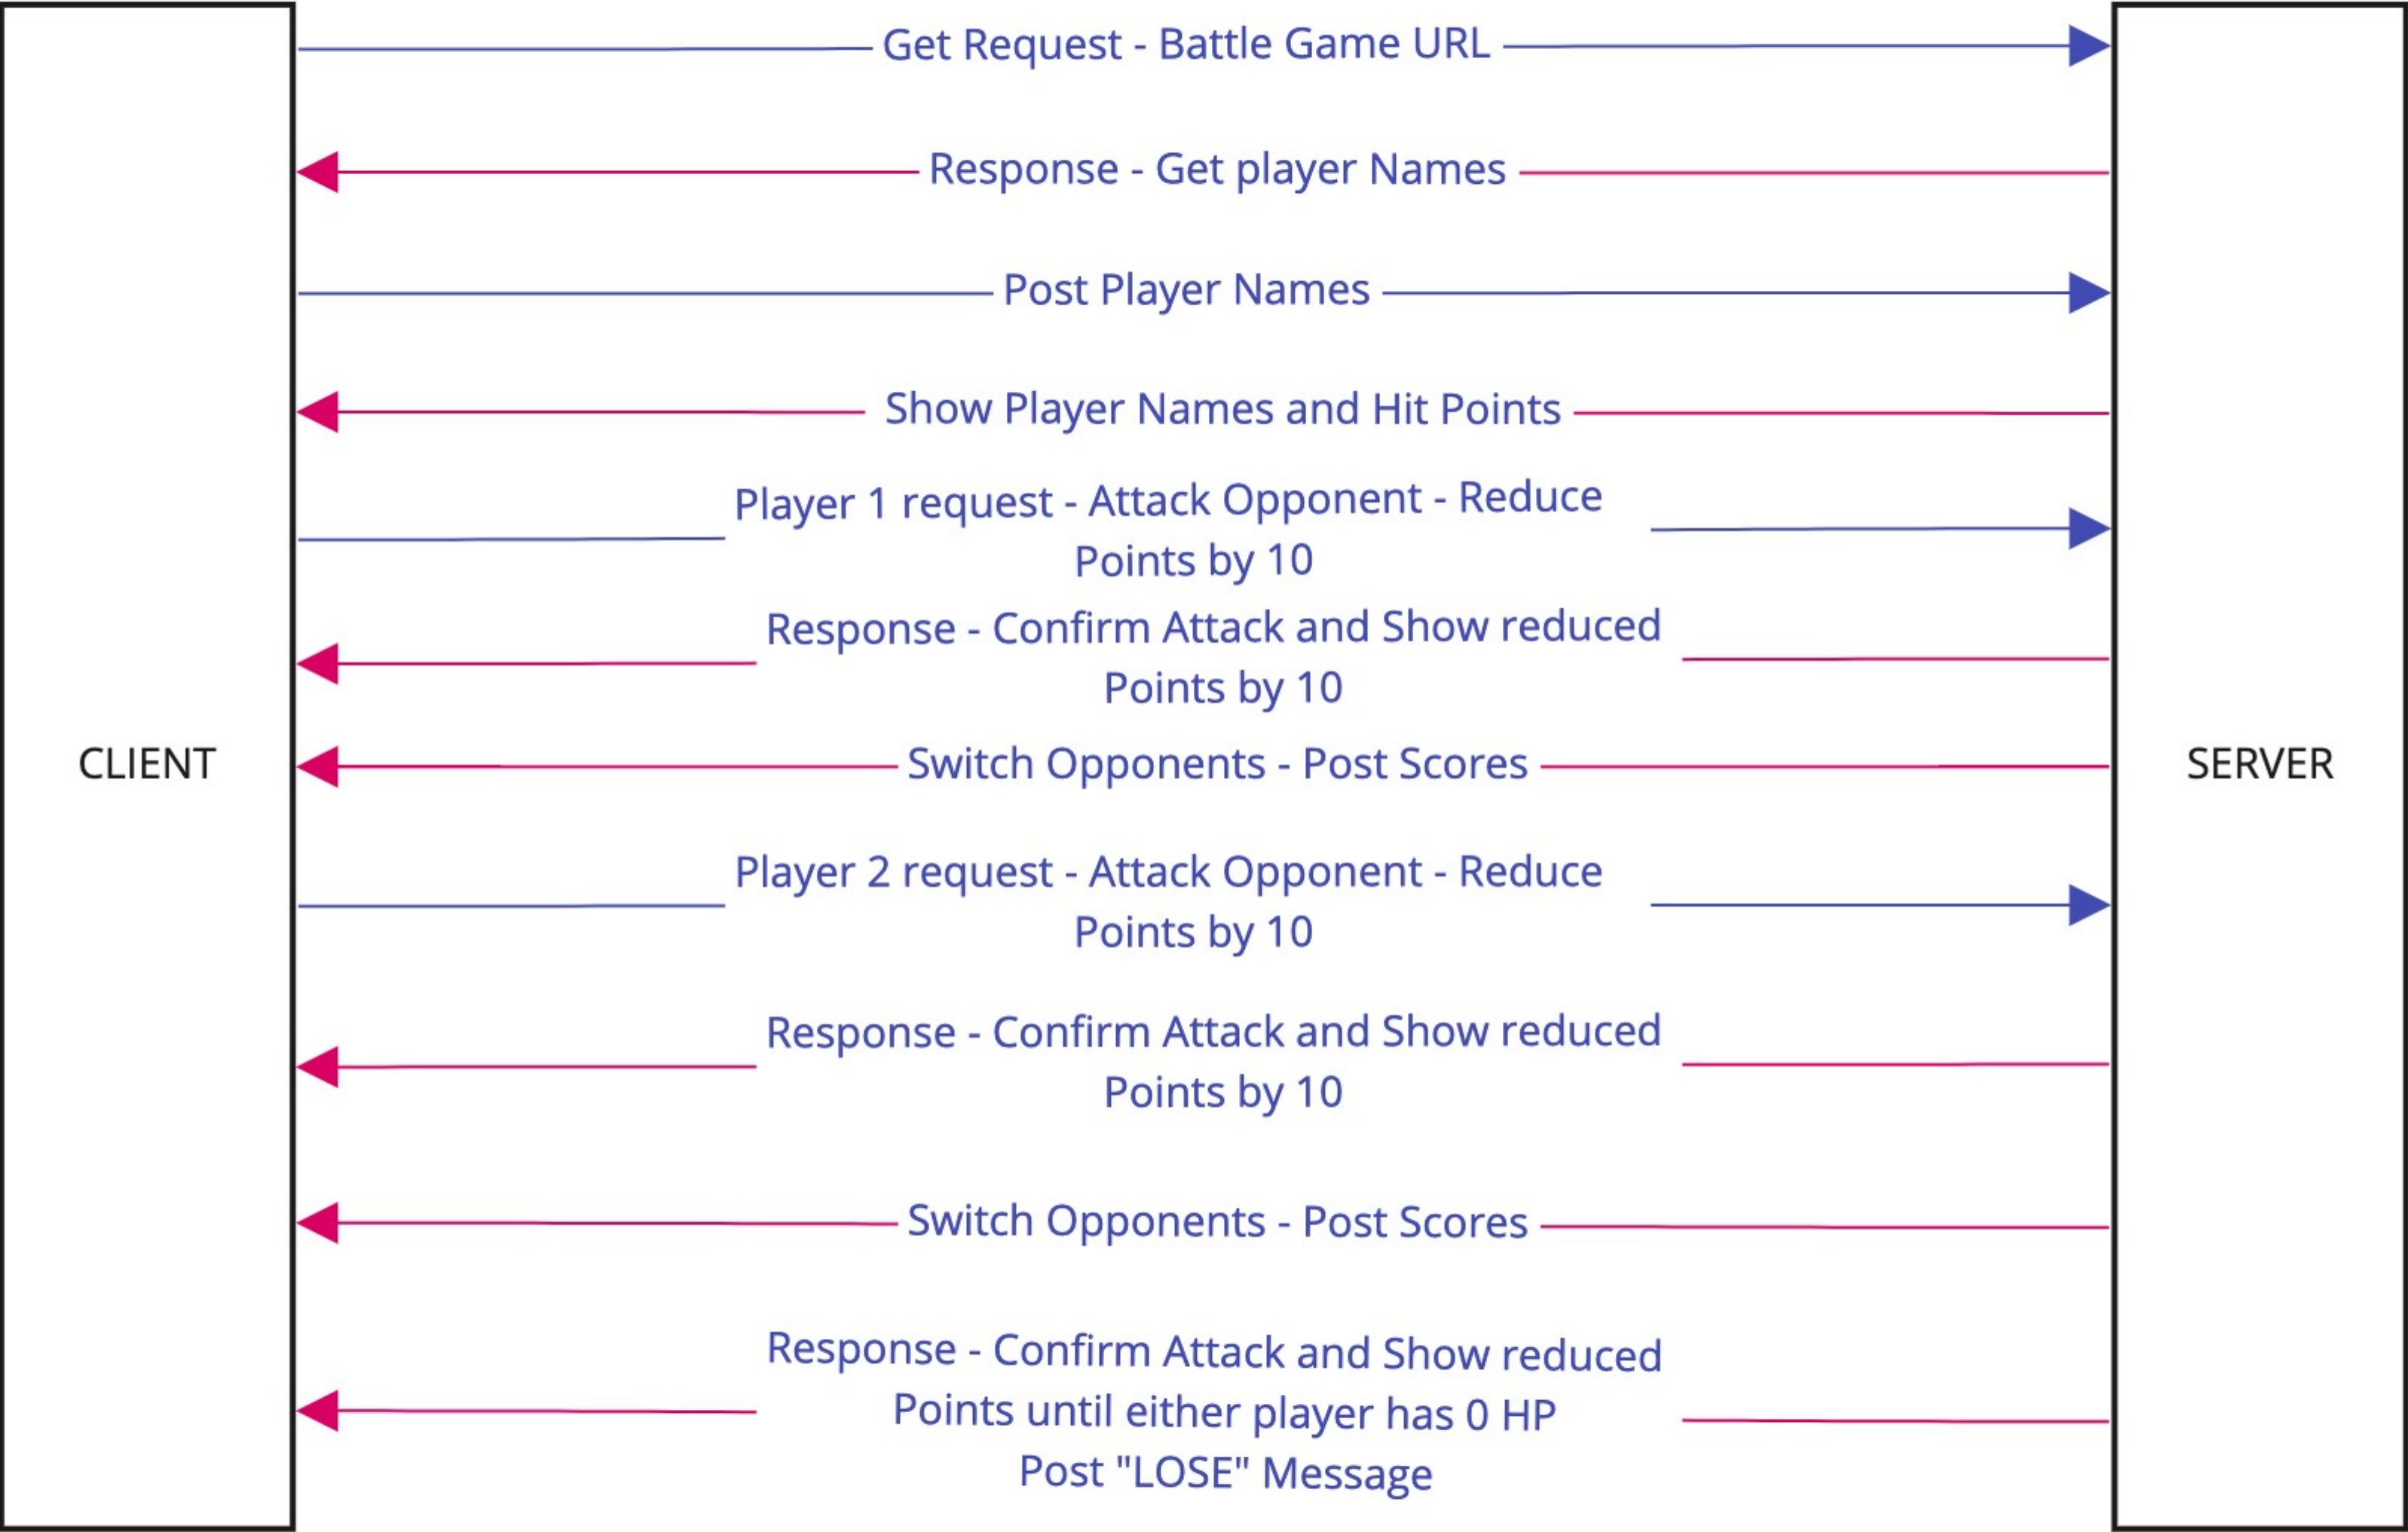 Get Request - Battle Game URL
Response - Get player Names
Post Player Names
Show Player Names and Hit Points
Player 1 request - Attack Opponent - Reduce
Points by 10
Response - Confirm Attack and Show reduced
Points by 10
CLIENT
Switch Opponents - Post Scores
SERVER
Player 2 request - Attack Opponent - Reduce
Points by 10
Response - Confirm Attack and Show reduced
Points by 10
Switch Opponents - Post Scores
Response - Confirm Attack and Show reduced
Points until either player has 0 HP
Post "LOSE" Message